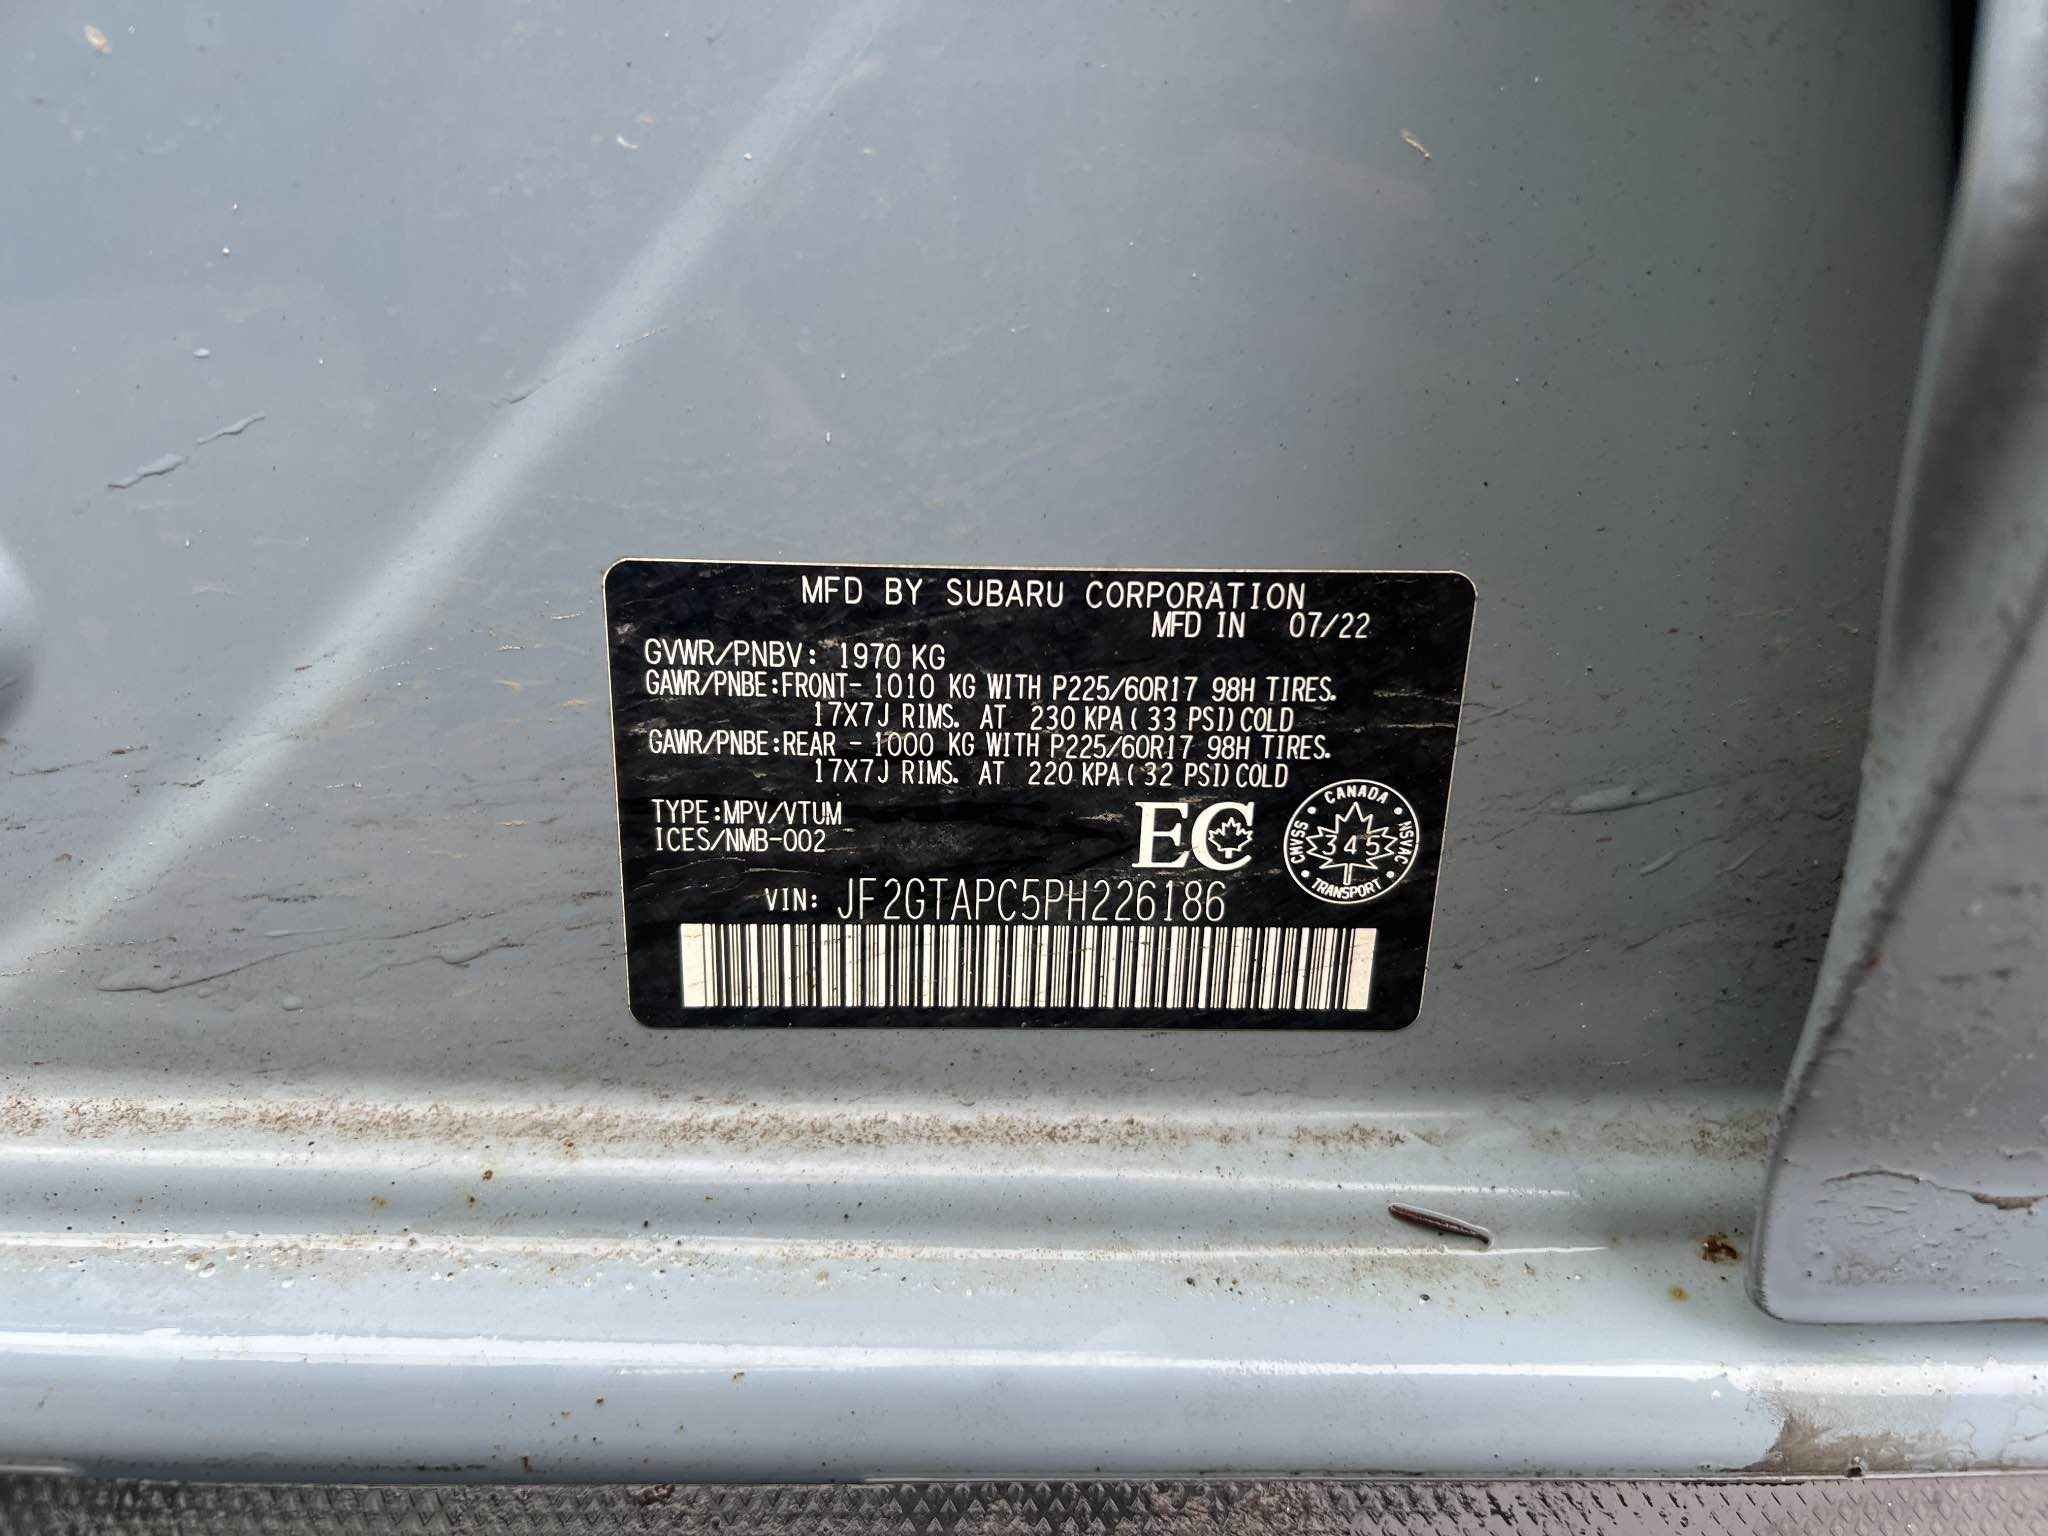 MFD BY SUBARU CORPORATION
MFD IN 07/22
GVWR/PNBV: 1970 KG
GAWR/PNBE:FRONT- 1010 KG WITH P225/60R17 98H TIRES.
17X7J RIMS. AT 230 KPA( 33 PSI)COLD
GAWR/PNBE:REAR - 1000 KG WITH P225/60R17 98H TIRES.
17X7J RIMS. AT 220 KPA( 32 PSI)COLD
TYPE:MPV/VTUM
ICES/NMB-002
EC
CANADA
CMVSS
345
NSVAC
TRANSPORT
VIN: JF2GTAPC5PH226186